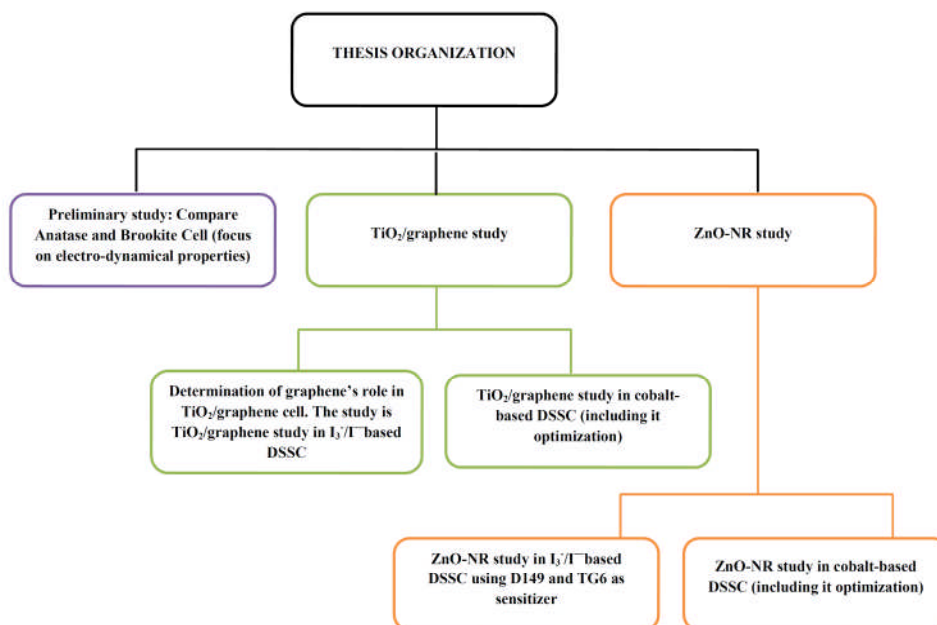 THESIS ORGANIZATION
Preliminary study: Compare
Anatase and Brookite Cell (focus
on electro-dynamical properties)
TiO₂/graphene study
ZnO-NR study
Determination of graphene's role in
TiO₂/graphene cell. The study is
TiO₂/graphene study in I₃⁻/I⁻ based
DSSC
TiO₂/graphene study in cobalt-
based DSSC (including it
optimization)
ZnO-NR study in I₃⁻/I⁻ based
DSSC using D149 and TG6 as
sensitizer
ZnO-NR study in cobalt-based
DSSC (including it optimization)